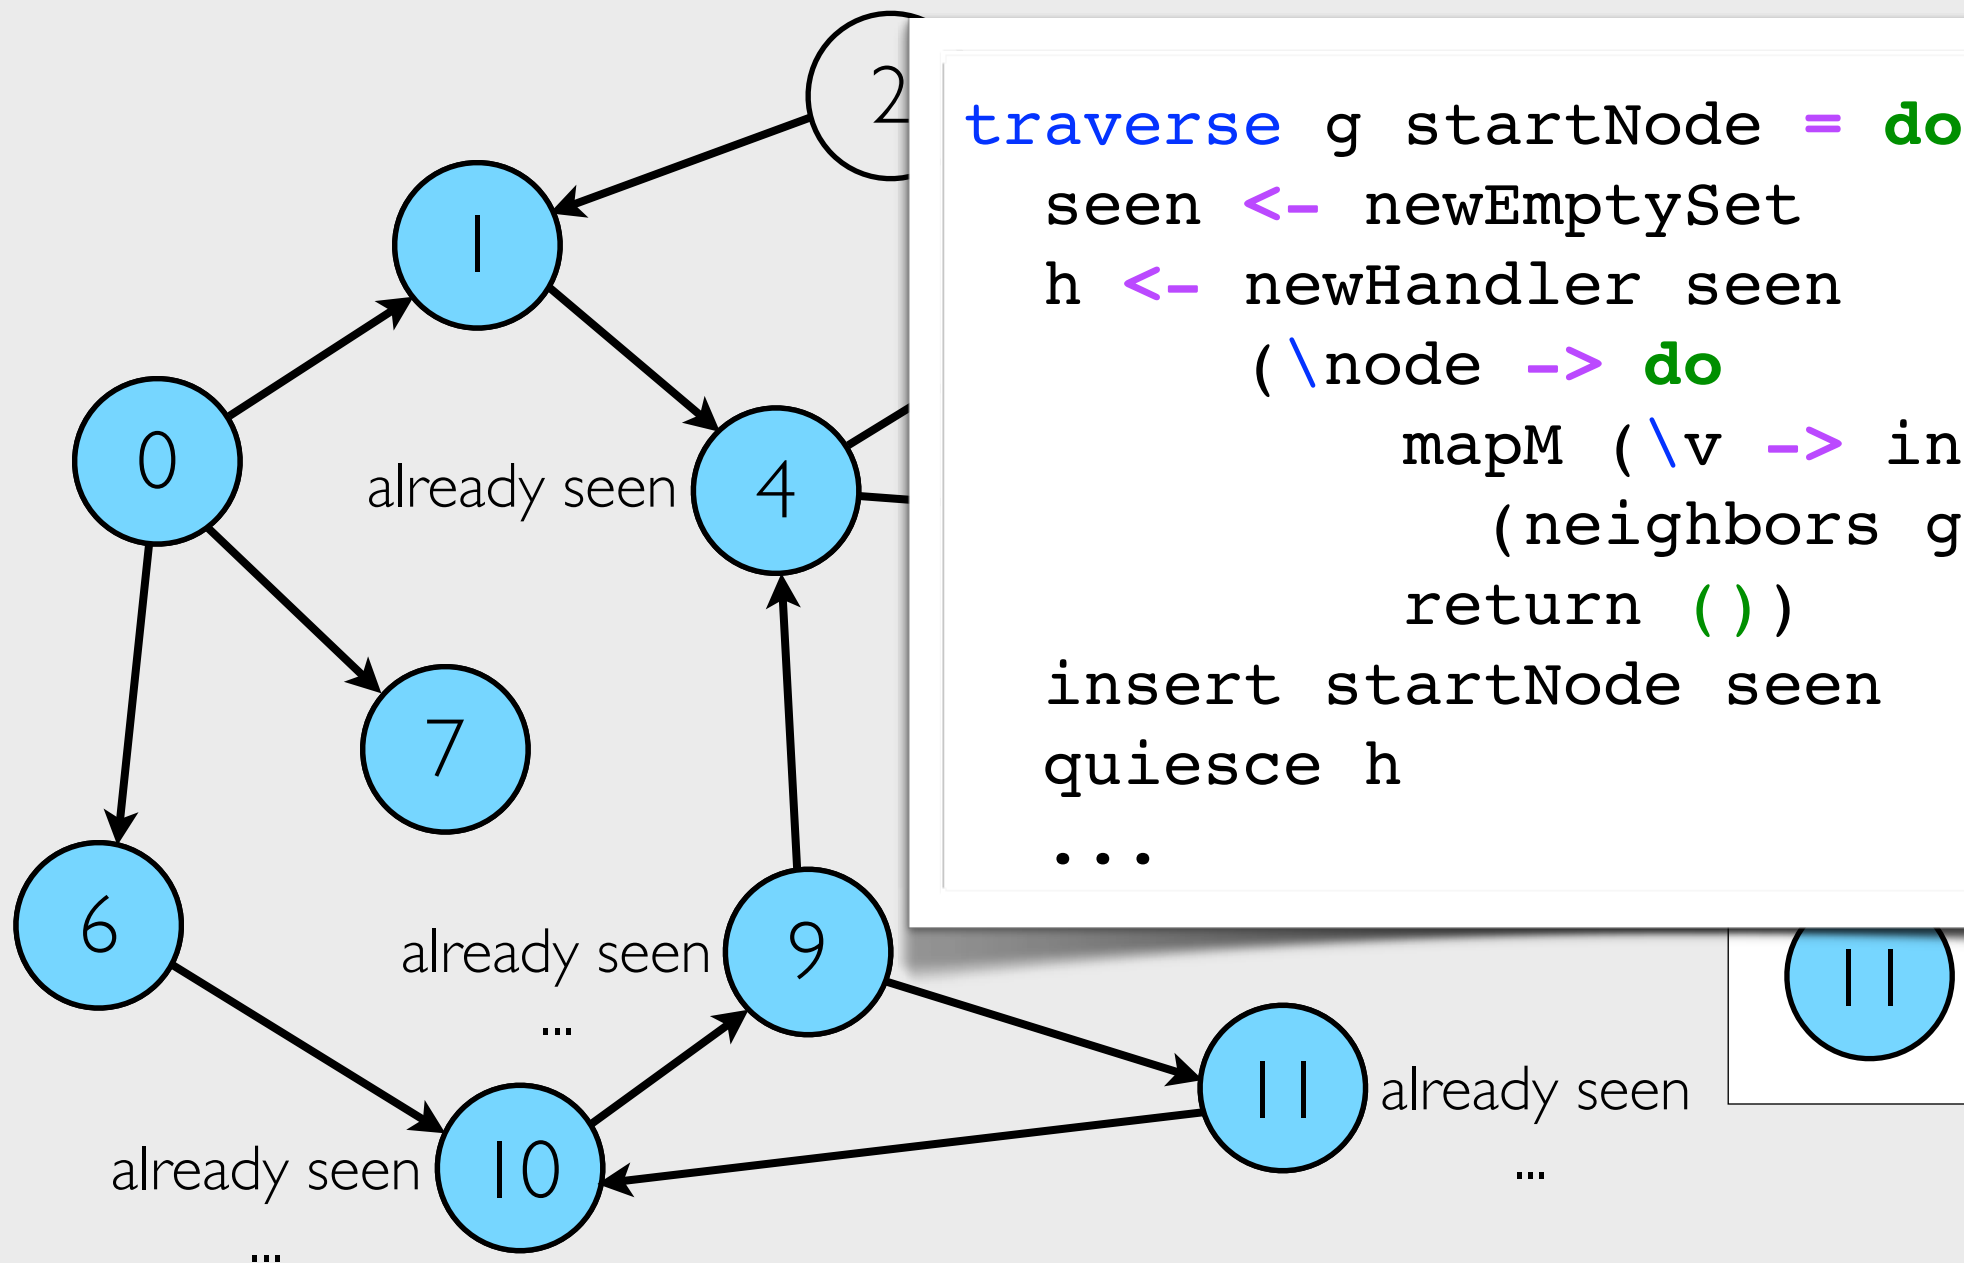 2
traverse g startNode = do
seen <- newEmptySet
h <- newHandler seen
(\node -> do
mapM (\v -> in
(neighbors g
return ())
insert startNode seen
quiesce h
...
1
0
already seen
4
7
6
already seen
...
9
11
11
already seen
...
already seen
...
10